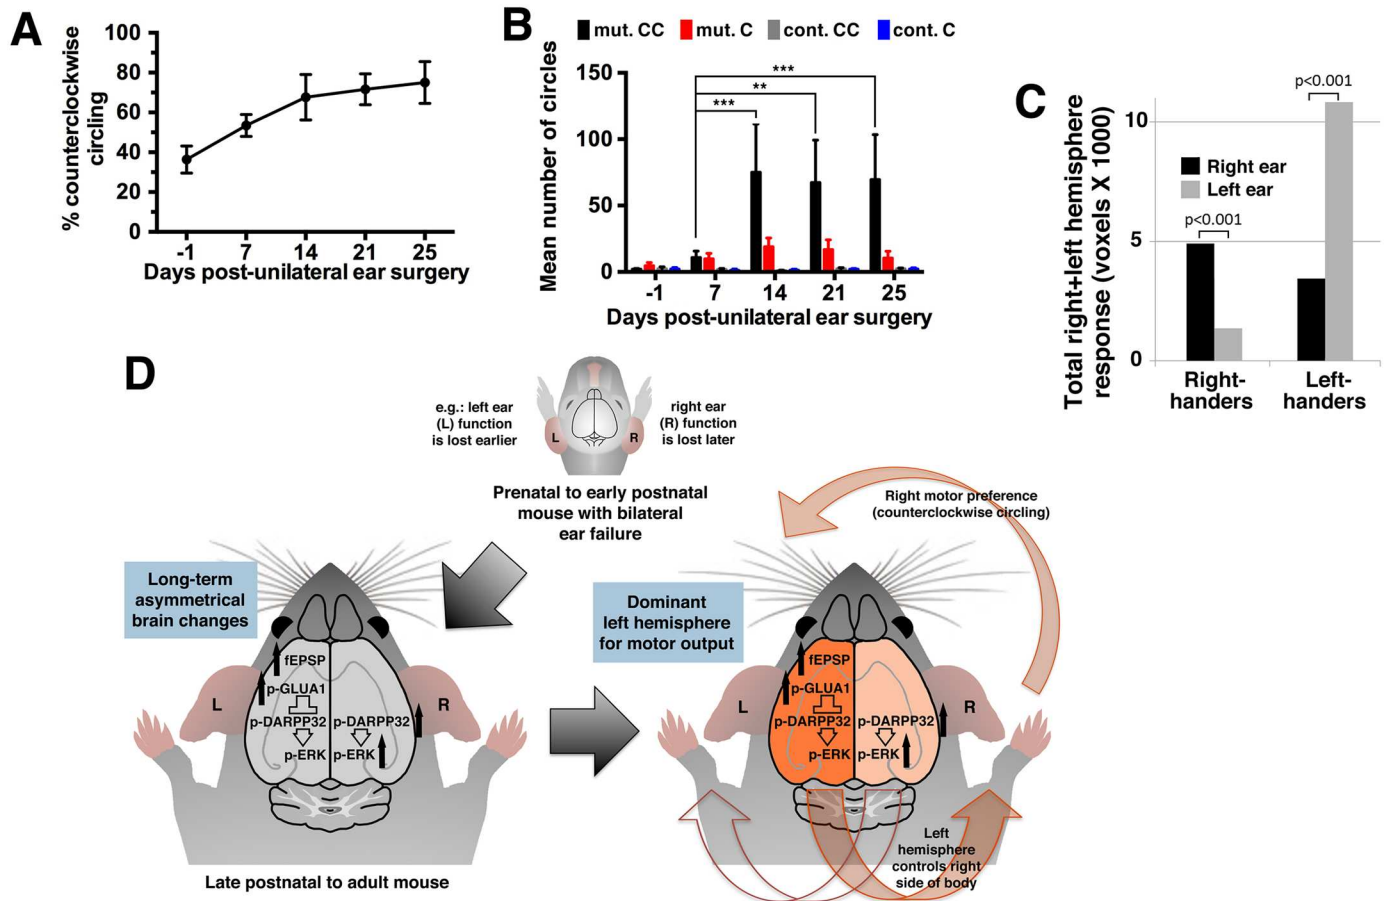 A
100
80
60
40
20
0
% counterclockwise
circling
-1 7 14 21 25
Days post-unilateral ear surgery
B
mut. CC mut. C cont. CC cont. C
Mean number of circles
150
100
50
0
***
**
***
-1 7 14 21 25
Days post-unilateral ear surgery
C
Total right+left hemisphere
response (voxels X 1000)
10
5
0
p<0.001
Right ear
Left ear
p<0.001
Right-
handers
Left-
handers
D
e.g.: left ear
(L) function
is lost earlier
L
R
right ear
(R) function
is lost later
Prenatal to early postnatal
mouse with bilateral
ear failure
Right motor preference
(counterclockwise circling)
Long-term
asymmetrical
brain changes
fEPSP
p-GLUA1
p-DARPP32 p-DARPP32
p-ERK p-ERK
L
R
Late postnatal to adult mouse
Dominant
left hemisphere
for motor output
fEPSP
p-GLUA1
p-DARPP32 p-DARPP32
p-ERK p-ERK
L
R
Left
hemisphere
controls right
side of body